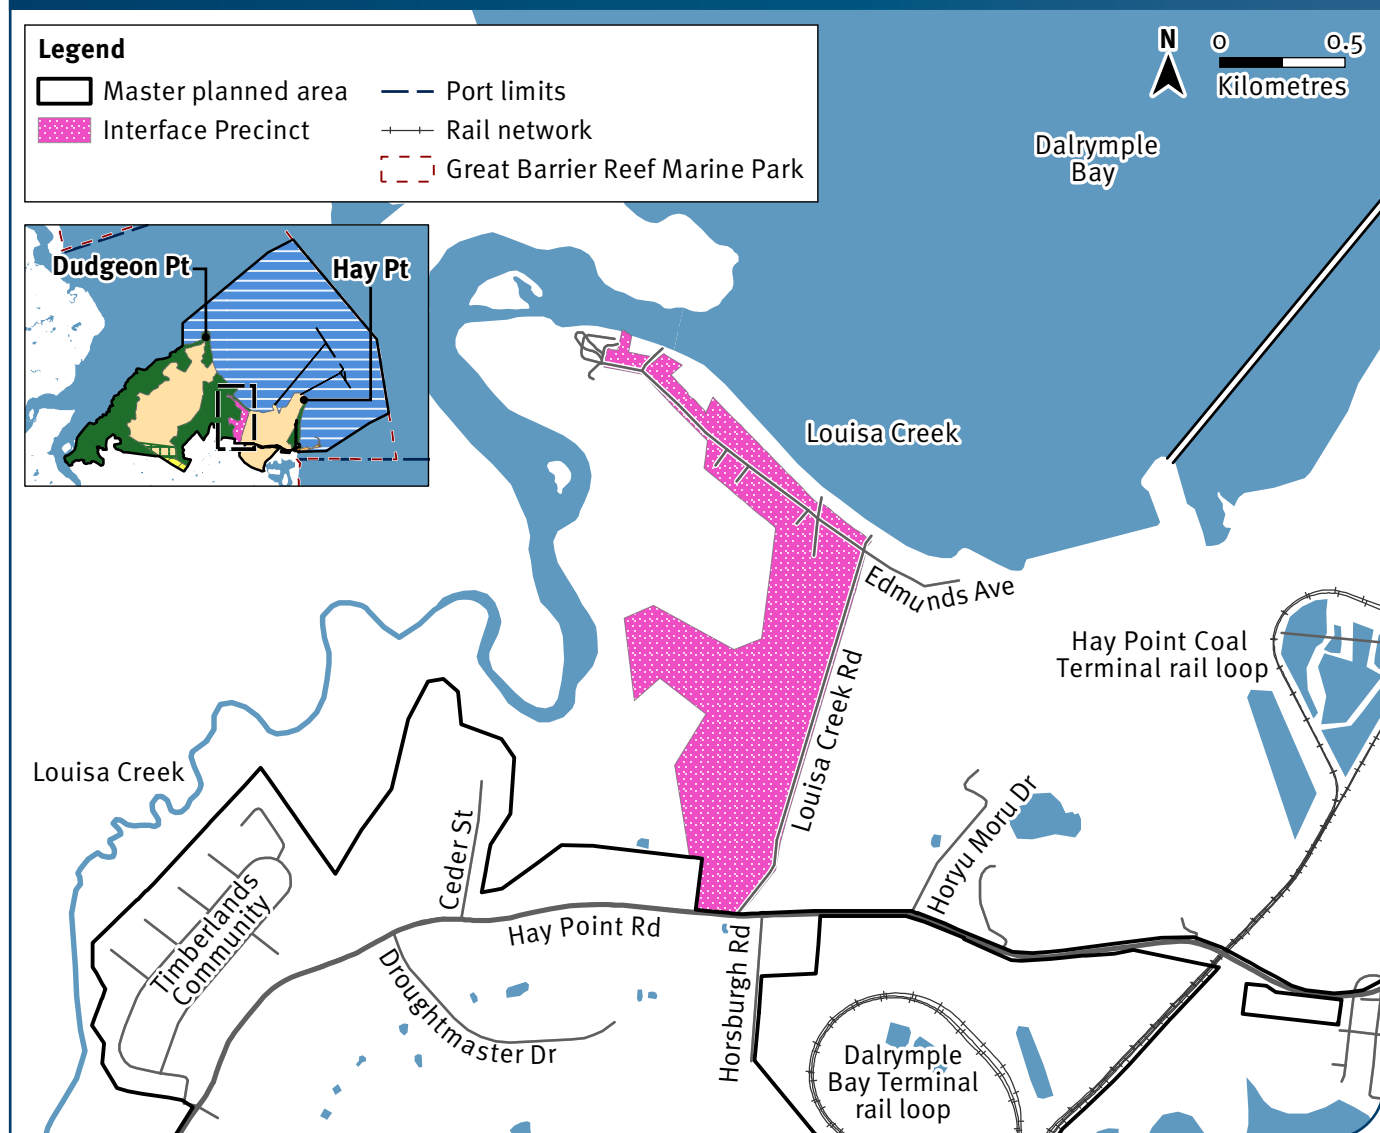 Legend
Master planned area
Interface Precinct
Port limits
Rail network
Great Barrier Reef Marine Park
N
0 0.5
Kilometres
Dalrymple
Bay
Dudgeon Pt
Hay Pt
Louisa Creek
Edmunds Ave
Hay Point Coal
Terminal rail loop
Louisa Creek Rd
Louisa Creek
Ceder St
Horyu Moru Dr
Timberlands
Community
Hay Point Rd
Droughtmaster Dr
Horsburgh Rd
Dalrymple
Bay Terminal
rail loop